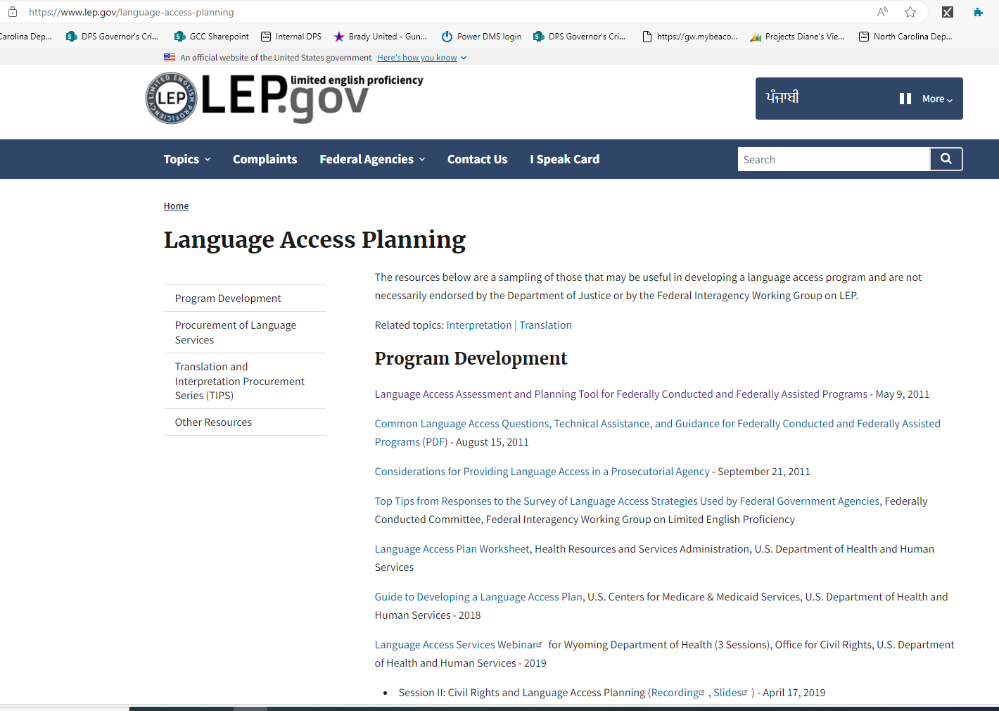 https://www.lep.gov/language-access-planning
Carolina Dep... DPS Governor's Cri... GCC Sharepoint Internal DPS Brady United - Gun... Power DMS login DPS Governor's Cri... https://gw.mybeaco... Projects Diane's Vie... North Carolina Dep...
An official website of the United States government Here's how you know
LIMITED ENGLISH PROFICIENCY
LEP
LEP.gov
limited english proficiency
ਪੰਜਾਬੀ
More
Topics Complaints Federal Agencies Contact Us I Speak Card Search
Home
Language Access Planning
Program Development
Procurement of Language
Services
Translation and
Interpretation Procurement
Series (TIPS)
Other Resources
The resources below are a sampling of those that may be useful in developing a language access program and are not
necessarily endorsed by the Department of Justice or by the Federal Interagency Working Group on LEP.
Related topics: Interpretation | Translation
Program Development
Language Access Assessment and Planning Tool for Federally Conducted and Federally Assisted Programs - May 9, 2011
Common Language Access Questions, Technical Assistance, and Guidance for Federally Conducted and Federally Assisted
Programs (PDF) - August 15, 2011
Considerations for Providing Language Access in a Prosecutorial Agency - September 21, 2011
Top Tips from Responses to the Survey of Language Access Strategies Used by Federal Government Agencies, Federally
Conducted Committee, Federal Interagency Working Group on Limited English Proficiency
Language Access Plan Worksheet, Health Resources and Services Administration, U.S. Department of Health and Human
Services
Guide to Developing a Language Access Plan, U.S. Centers for Medicare & Medicaid Services, U.S. Department of Health and
Human Services - 2018
Language Access Services Webinar for Wyoming Department of Health (3 Sessions), Office for Civil Rights, U.S. Department
of Health and Human Services - 2019
• Session II: Civil Rights and Language Access Planning (Recording , Slides ) - April 17, 2019